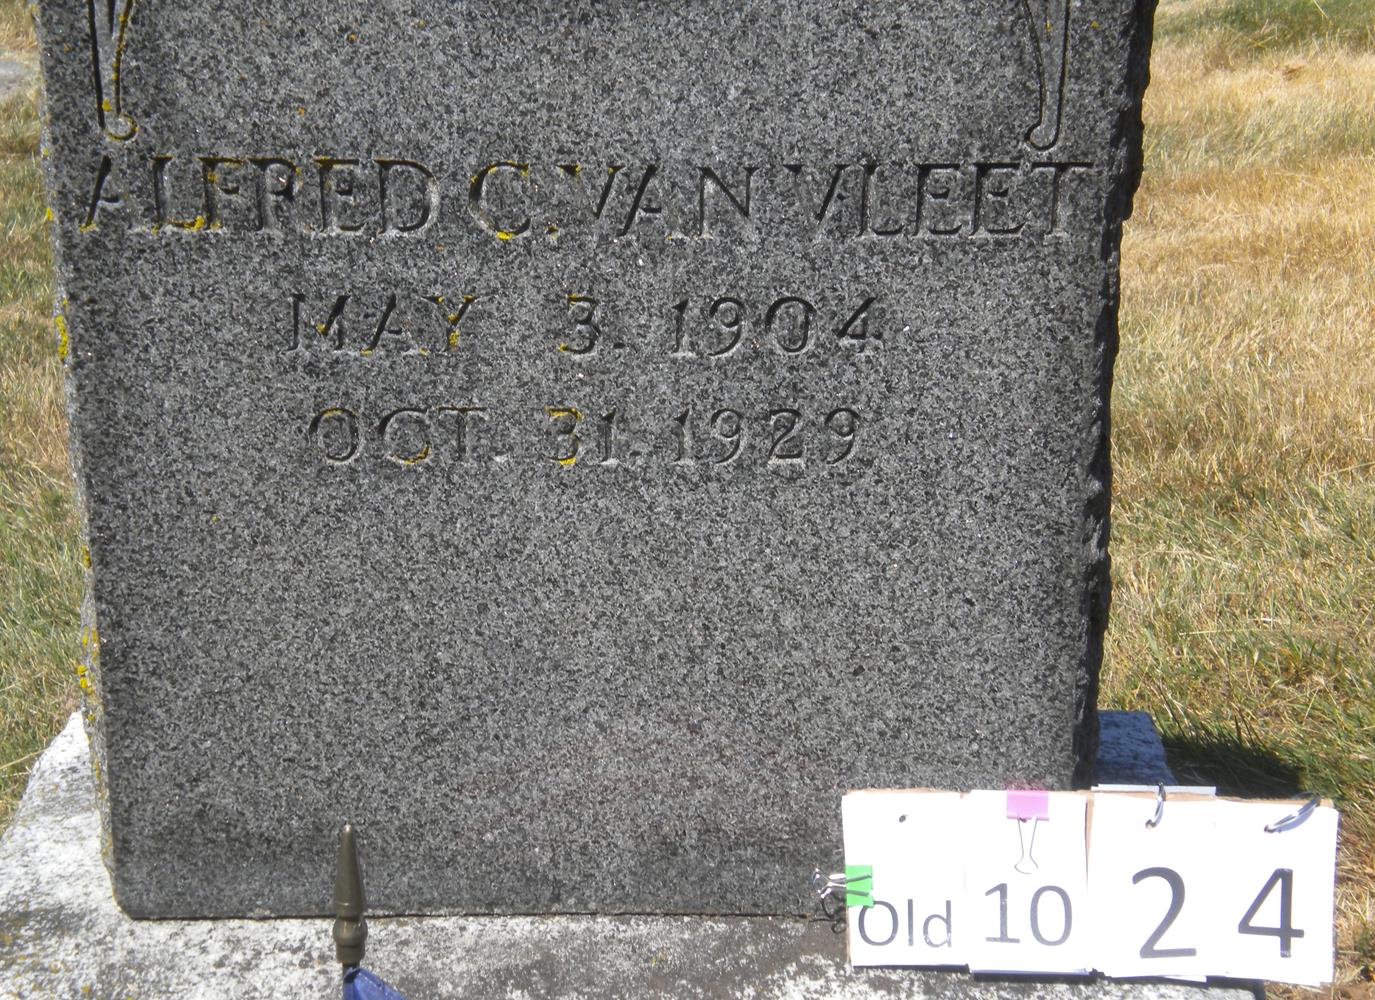 ALFRED C. VAN VLEET
MAY 3. 1904
OCT. 31. 1929
Old 10 2 4